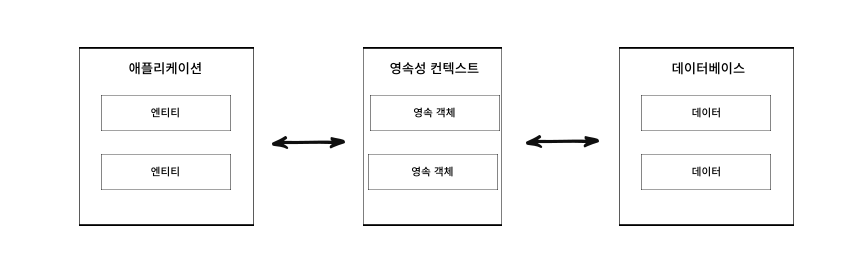 애플리케이션
엔티티
엔티티
영속성 컨텍스트
영속 객체
영속 객체
데이터베이스
데이터
데이터